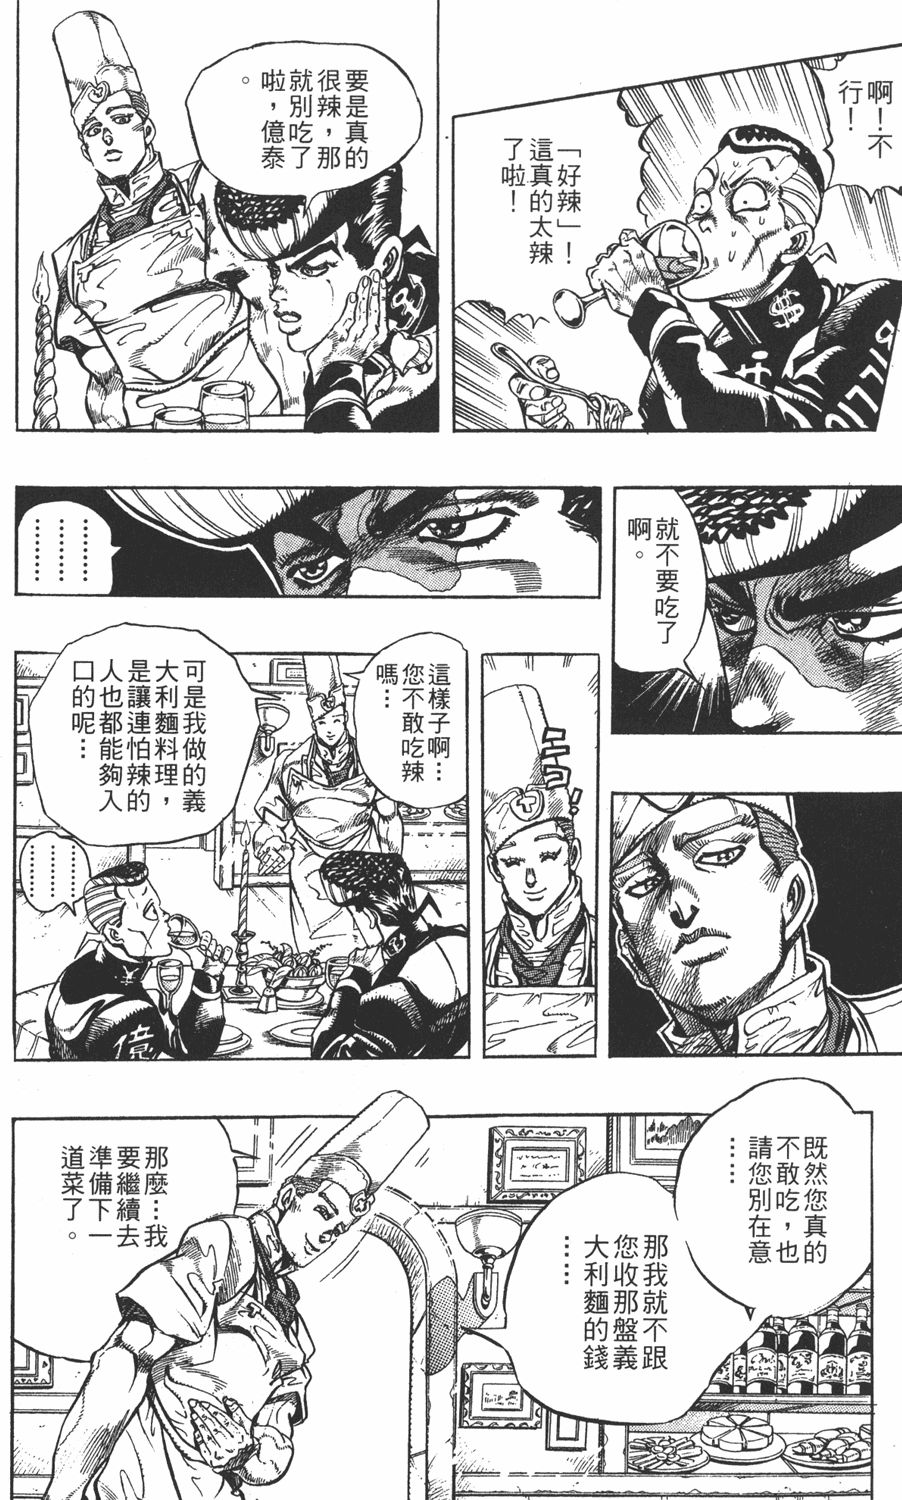 啊！不
行！
「好辣」！
這真的太辣
了啦！
要是真的
很辣，那
就別吃了
啦，億泰
。
就不要吃了
啊。
………
………
………
這樣子啊…
您不敢吃辣
嗎…
可是我做的義
大利麵料理，
是讓連怕辣的
人也都能夠入
口的呢…
………
………
ニコ
ニコ！
億
既然您真的
不敢吃，也
請您別在意
……
那我就不跟
您收那盤義
大利麵的錢
……
那麼…我
要繼續去
準備下一
道菜了。